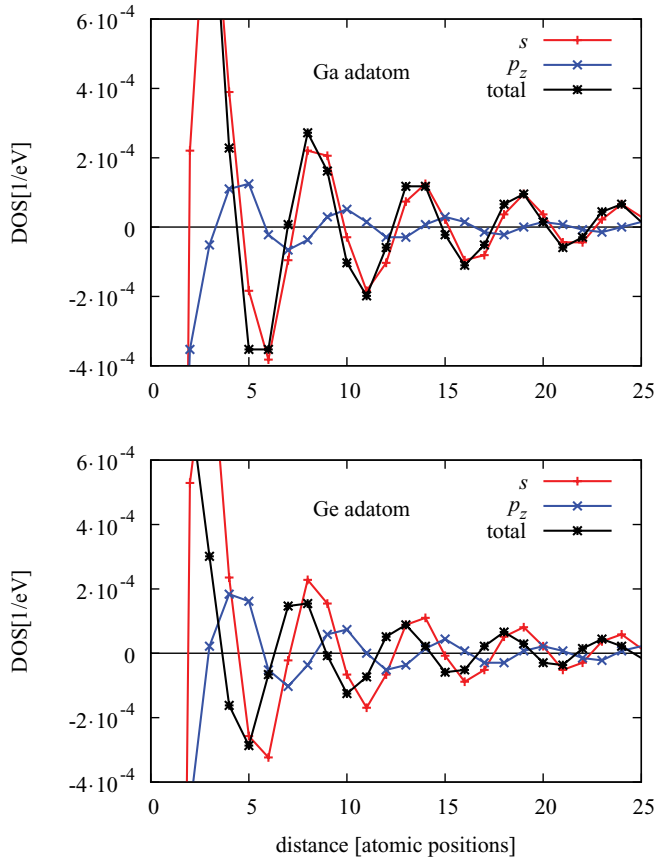 6·10⁻⁴
4·10⁻⁴
2·10⁻⁴
0
-2·10⁻⁴
-4·10⁻⁴
DOS[1/eV]
Ga adatom
s
p_z
total
0 5 10 15 20 25
6·10⁻⁴
4·10⁻⁴
2·10⁻⁴
0
-2·10⁻⁴
-4·10⁻⁴
DOS[1/eV]
Ge adatom
s
p_z
total
0 5 10 15 20 25
distance [atomic positions]